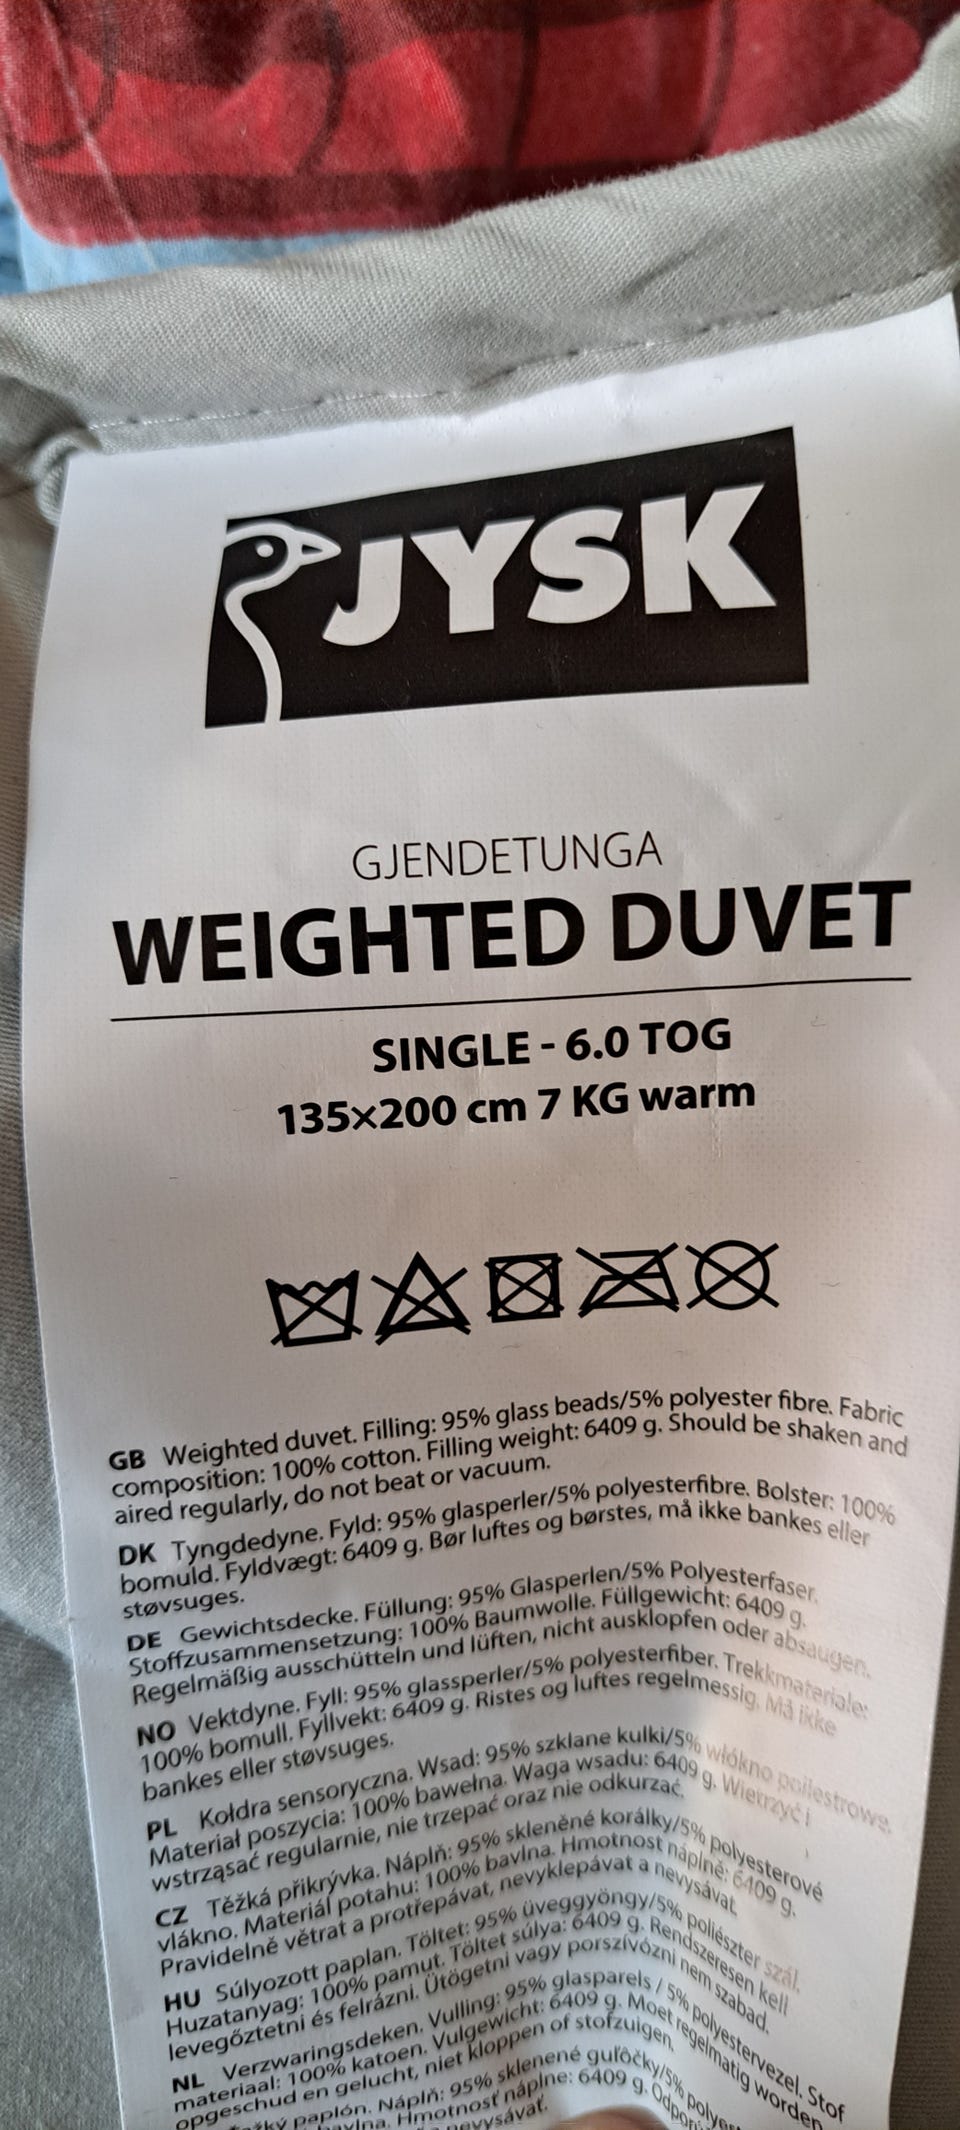 JYSK
GJENDETUNGA
WEIGHTED DUVET
SINGLE - 6.0 TOG
135×200 cm 7 KG warm
GB Weighted duvet. Filling: 95% glass beads/5% polyester fibre. Fabric
composition: 100% cotton. Filling weight: 6409 g. Should be shaken and
aired regularly, do not beat or vacuum.
DK Tyngdedyne. Fyld: 95% glasperler/5% polyesterfibre. Bolster: 100%
bomuld. Fyldvægt: 6409 g. Bør luftes og børstes, må ikke bankes eller
støvsuges.
DE Gewichtsdecke. Füllung: 95% Glasperlen/5% Polyesterfaser.
Stoffzusammensetzung: 100% Baumwolle. Füllgewicht: 6409 g.
Regelmäßig ausschütteln und lüften, nicht ausklopfen oder absaugen.
NO Vektdyne. Fyll: 95% glassperler/5% polyesterfiber. Trekkmateriale:
100% bomull. Fyllvekt: 6409 g. Ristes og luftes regelmessig. Må ikke
bankes eller støvsuges.
PL Kołdra sensoryczna. Wsad: 95% szklane kulki/5% włókno poliestrowe.
Materiał poszycia: 100% bawełna. Waga wsadu: 6409 g. Wietrzyć i
wstrząsać regularnie, nie trzepać oraz nie odkurzać.
CZ Těžká přikrývka. Náplň: 95% skleněné korálky/5% polyesterové
vlákno. Materiál potahu: 100% bavlna. Hmotnost náplně: 6409 g.
Pravidelně větrat a protřepávat, nevyklepávat a nevysávat.
HU Súlyozott paplan. Töltet: 95% üveggyöngy/5% poliészter szál.
Huzatanyag: 100% pamut. Töltet súlya: 6409 g. Rendszeresen kell
levegőztetni és felrázni. Ütögetni vagy porszívózni nem szabad.
NL Verzwaringsdeken. Vulling: 95% glasparels / 5% polyestervezel. Stof
materiaal: 100% katoen. Vulgewicht: 6409 g. Moet regelmatig worden
opgeschud en gelucht, niet kloppen of stofzuigen.
paplón. Náplň: 95% sklenené guľôčky/5%
Hmotnosť náplne: 6409 g.
nevysávať.